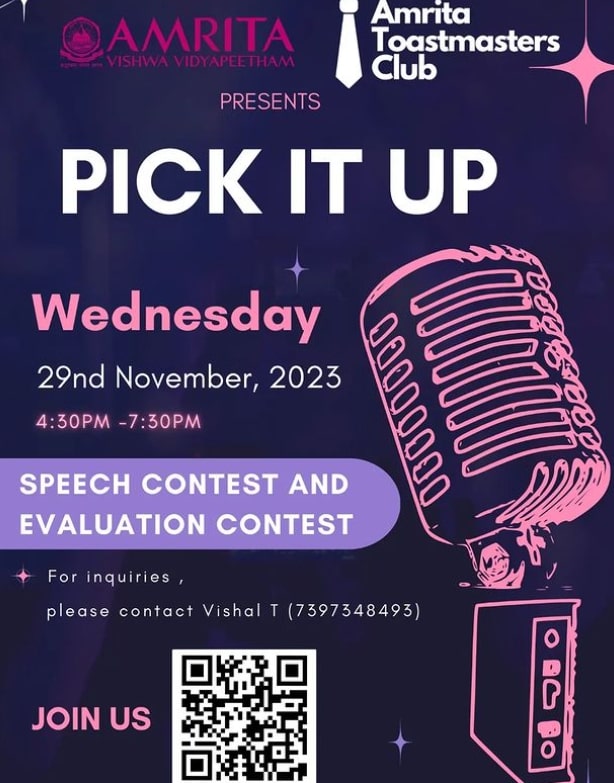 AMRITA
VISHWA VIDYAPEETHAM
Amrita
Toastmasters
Club
PRESENTS
PICK IT UP
Wednesday
29nd November, 2023
4:30PM -7:30PM
SPEECH CONTEST AND
EVALUATION CONTEST
For inquiries ,
please contact Vishal T (7397348493)
JOIN US